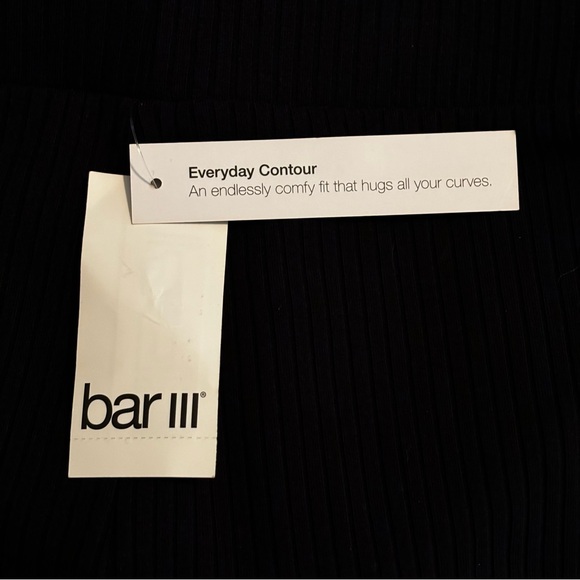 Everyday Contour
An endlessly comfy fit that hugs all your curves.
bar III®